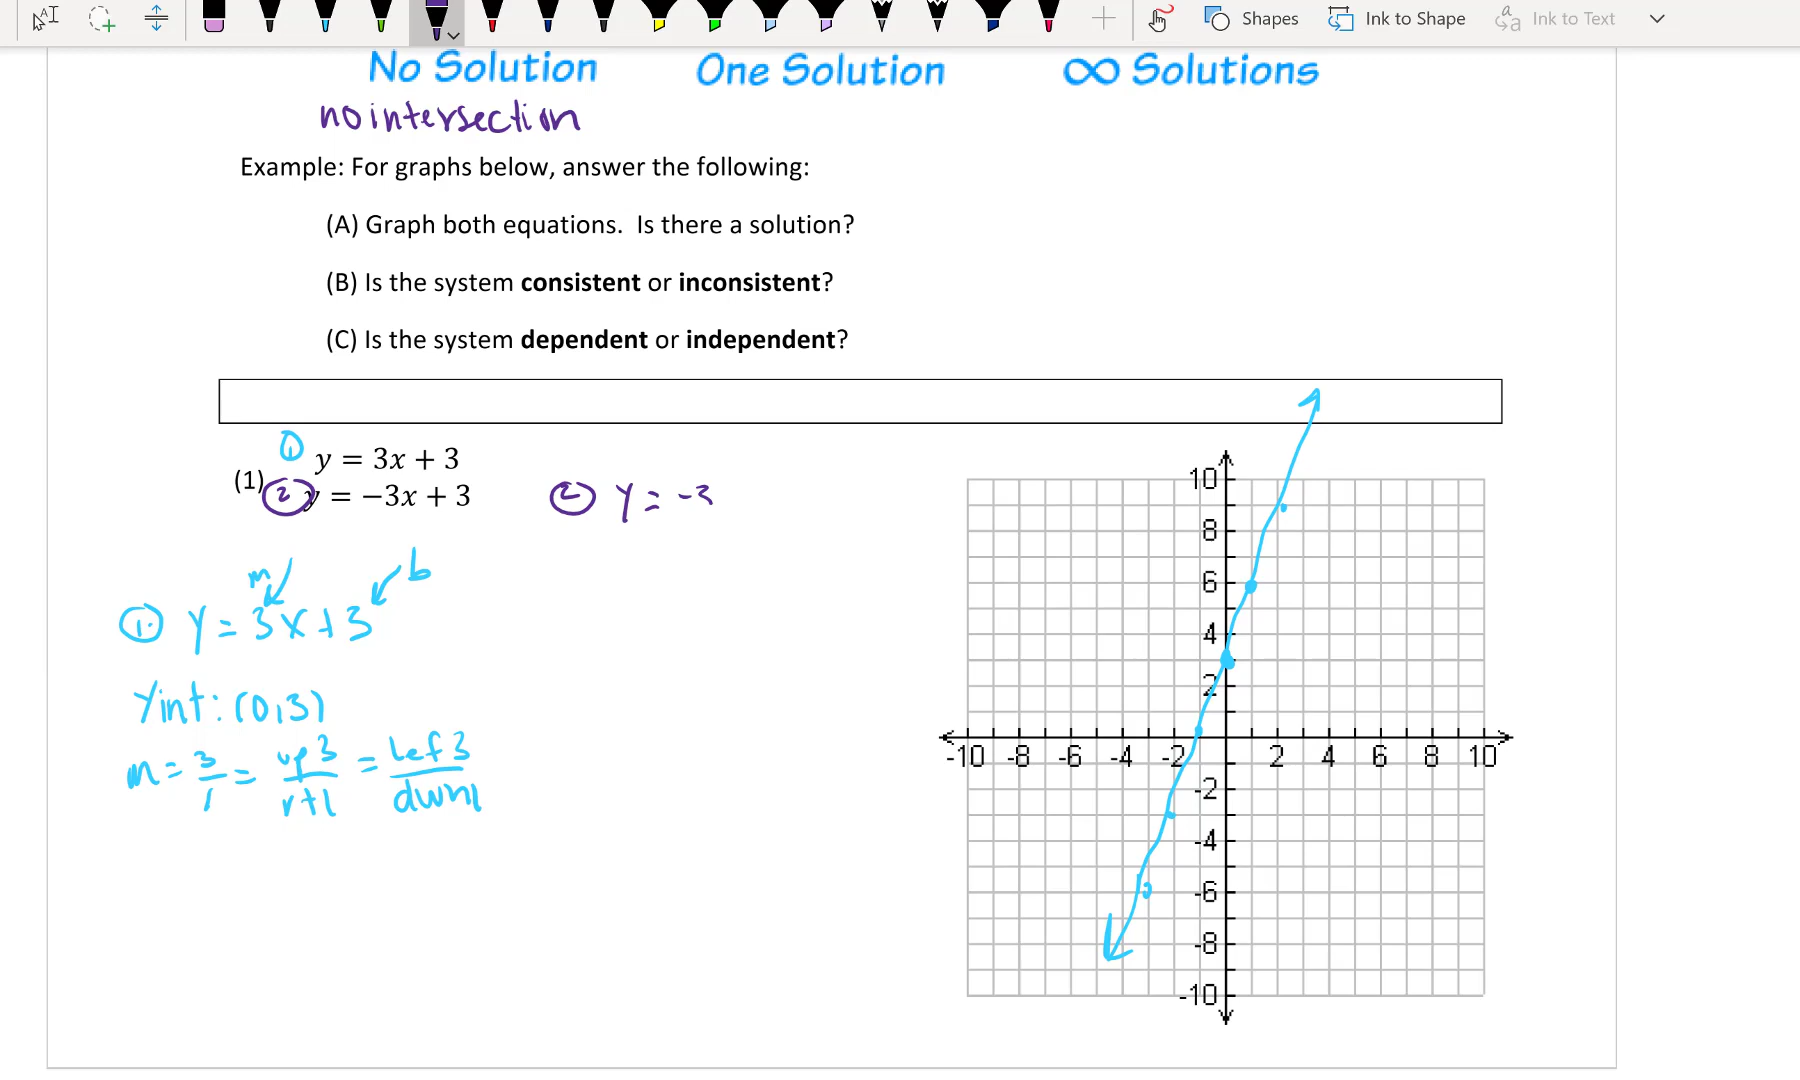 Shapes Ink to Shape Ink to Text
No Solution One Solution ∞ Solutions
no intersection
Example: For graphs below, answer the following:
(A) Graph both equations. Is there a solution?
(B) Is the system consistent or inconsistent?
(C) Is the system dependent or independent?
① y = 3x + 3
(1) ② y = −3x + 3
② y = -3
m b
① y = 3x + 3
Yint: (0,3)
m = 3/1 = up 3/rt 1 = Lef 3/dwn 1
10
8
6
4
2
-10 -8 -6 -4 -2 2 4 6 8 10
-2
-4
-6
-8
-10